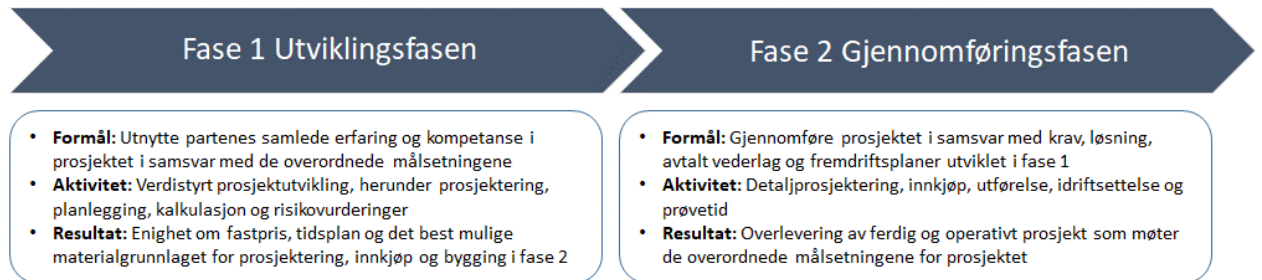 Fase 1 Utviklingsfasen
• Formål: Utnytte partenes samlede erfaring og kompetanse i
prosjektet i samsvar med de overordnede målsetningene
• Aktivitet: Verdistyrt prosjektutvikling, herunder prosjektering,
planlegging, kalkulasjon og risikovurderinger
• Resultat: Enighet om fastpris, tidsplan og det best mulige
materialgrunnlaget for prosjektering, innkjøp og bygging i fase 2
Fase 2 Gjennomføringsfasen
• Formål: Gjennomføre prosjektet i samsvar med krav, løsning,
avtalt vederlag og fremdriftsplaner utviklet i fase 1
• Aktivitet: Detaljprosjektering, innkjøp, utførelse, idriftsettelse og
prøvetid
• Resultat: Overlevering av ferdig og operativt prosjekt som møter
de overordnede målsetningene for prosjektet